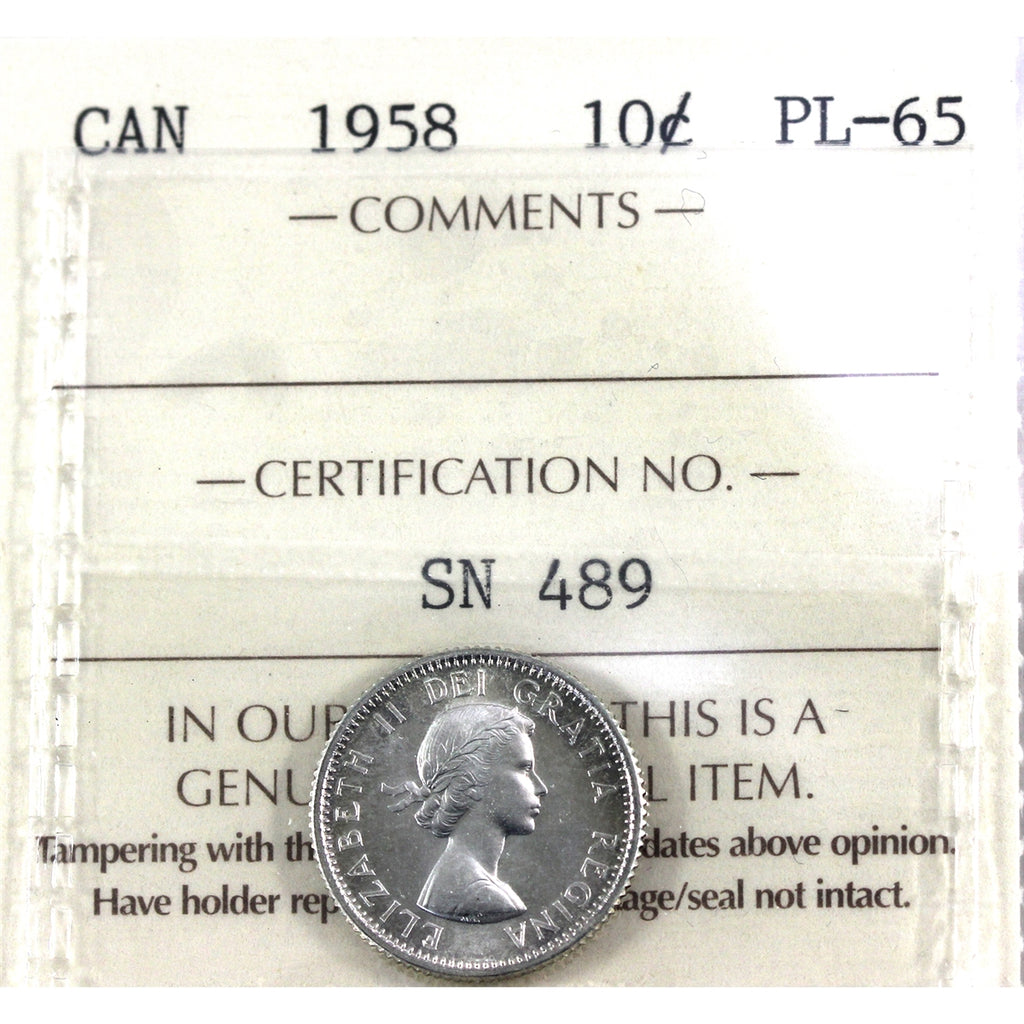 CAN 1958 10¢ PL-65
— COMMENTS —
— CERTIFICATION NO. —
SN 489
IN OUR THIS IS A
GENU L ITEM.
Tampering with th dates above opinion.
Have holder rep age/seal not intact.
ELIZABETH II DEI GRATIA REGINA